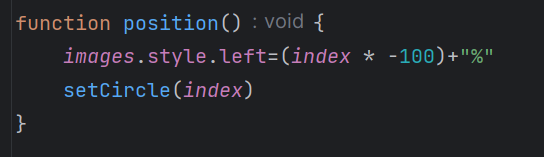 function position() : void {
    images.style.left=(index * -100)+"%"
    setCircle(index)
}